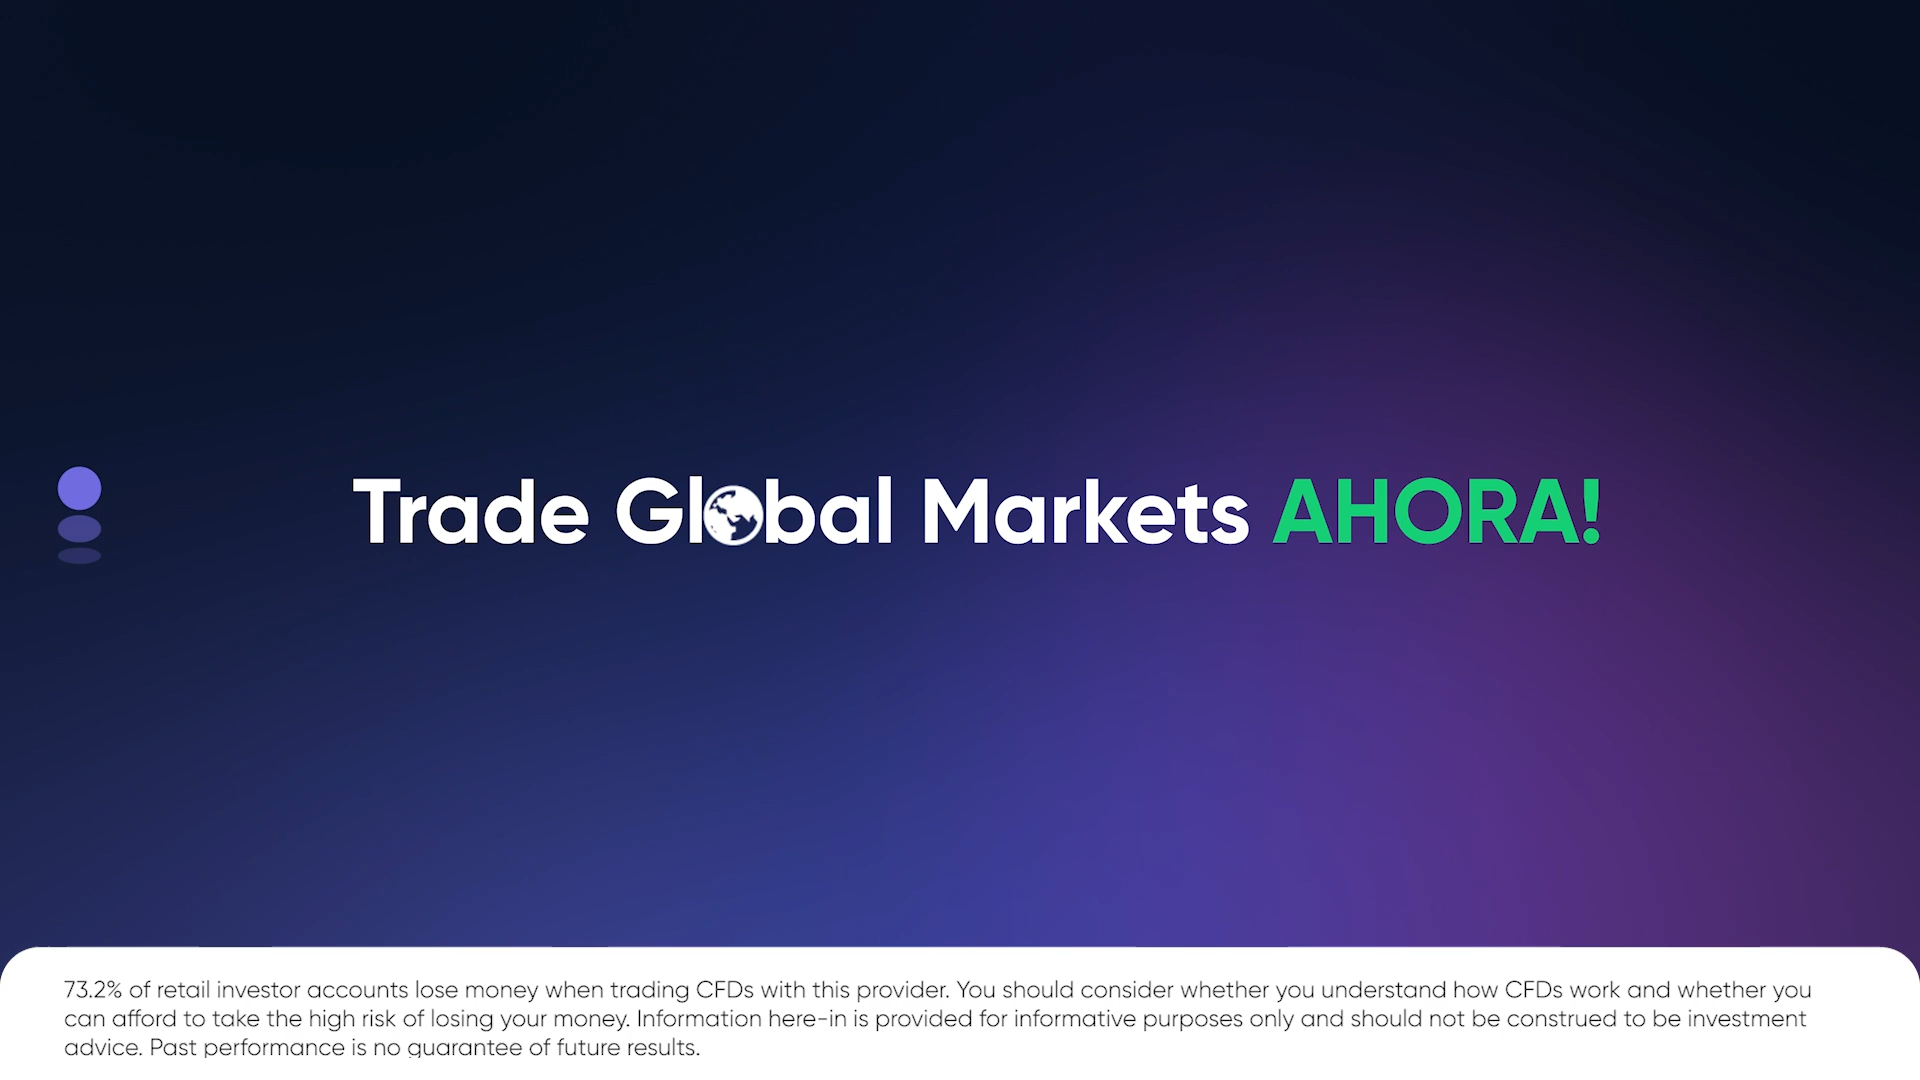 Trade Global Markets AHORA!
73.2% of retail investor accounts lose money when trading CFDs with this provider. You should consider whether you understand how CFDs work and whether you
can afford to take the high risk of losing your money. Information here-in is provided for informative purposes only and should not be construed to be investment
advice. Past performance is no guarantee of future results.